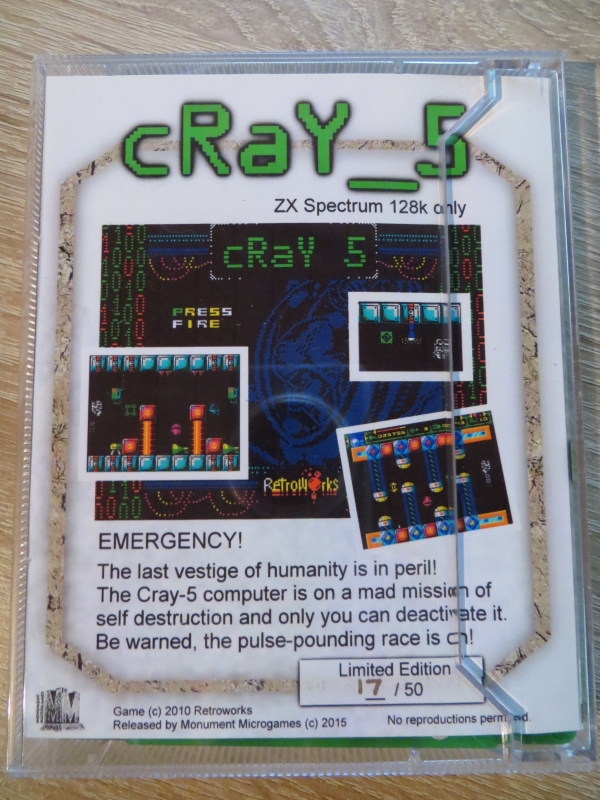 cRaY_5
ZX Spectrum 128k only
cRaY 5
PRESS
FIRE
RetroWorks
EMERGENCY!
The last vestige of humanity is in peril!
The Cray-5 computer is on a mad mission of
self destruction and only you can deactivate it.
Be warned, the pulse-pounding race is on!
Limited Edition
17 / 50
Game (c) 2010 Retroworks
Released by Monument Microgames (c) 2015
No reproductions permitted.